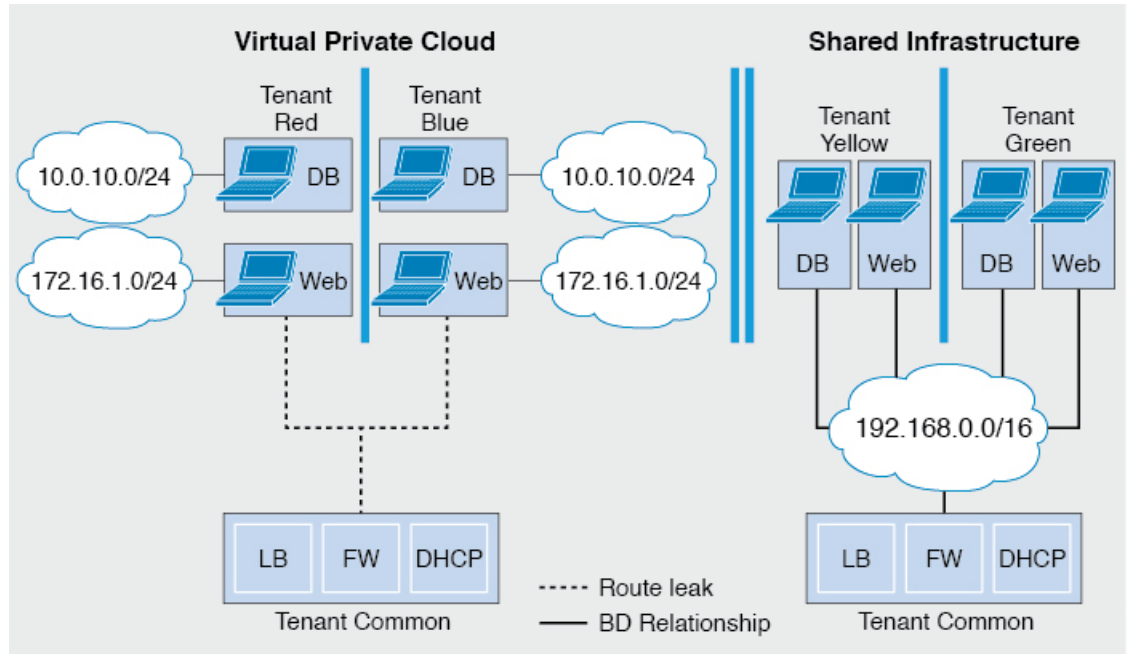 Virtual Private Cloud
Shared Infrastructure
Tenant
Red
Tenant
Blue
Tenant
Yellow
Tenant
Green
10.0.10.0/24
DB
DB
10.0.10.0/24
172.16.1.0/24
Web
Web
172.16.1.0/24
DB
Web
DB
Web
192.168.0.0/16
LB
FW
DHCP
Tenant Common
Route leak
BD Relationship
LB
FW
DHCP
Tenant Common